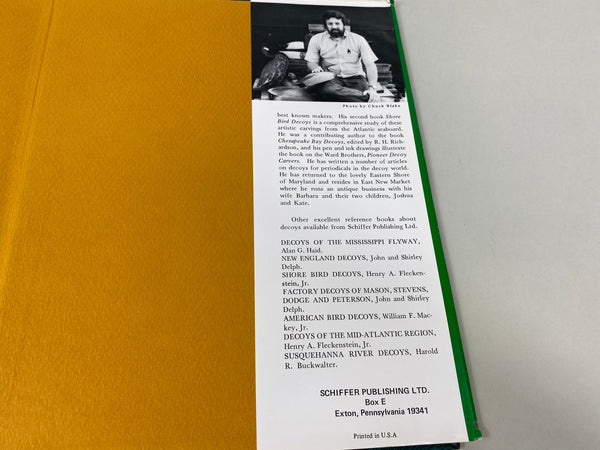 Photo by Chuck Blake
best known makers. His second book Shore
Bird Decoys is a comprehensive study of these
artistic carvings from the Atlantic seaboard.
He was a contributing author to the book
Chesapeake Bay Decoys, edited by R. H. Rich-
ardson, and his pen and ink drawings illustrate
the book on the Ward Brothers, Pioneer Decoy
Carvers. He has written a number of articles
on decoys for periodicals in the decoy world.
He has returned to the lovely Eastern Shore
of Maryland and resides in East New Market
where he runs an antique business with his
wife Barbara and their two children, Joshua
and Kate.
Other excellent reference books about
decoys available from Schiffer Publishing Ltd.
DECOYS OF THE MISSISSIPPI FLYWAY,
Alan G. Haid.
NEW ENGLAND DECOYS, John and Shirley
Delph.
SHORE BIRD DECOYS, Henry A. Flecken-
stein, Jr.
FACTORY DECOYS OF MASON, STEVENS,
DODGE AND PETERSON, John and Shirley
Delph.
AMERICAN BIRD DECOYS, William F. Mac-
key, Jr.
DECOYS OF THE MID-ATLANTIC REGION,
Henry A. Fleckenstein, Jr.
SUSQUEHANNA RIVER DECOYS, Harold
R. Buckwalter.
SCHIFFER PUBLISHING LTD.
Box E
Exton, Pennsylvania 19341
Printed in U.S.A